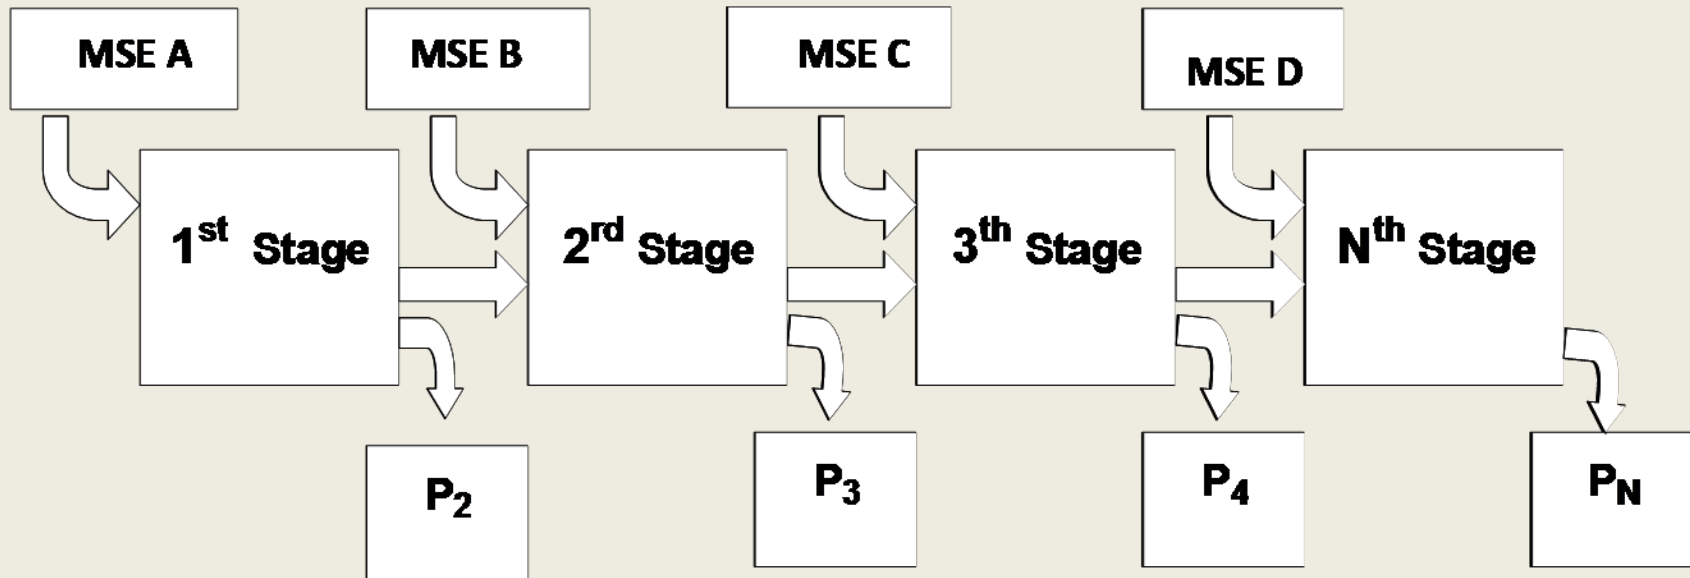 MSE A
MSE B
MSE C
MSE D
1st Stage
2rd Stage
3th Stage
Nth Stage
P2
P3
P4
PN